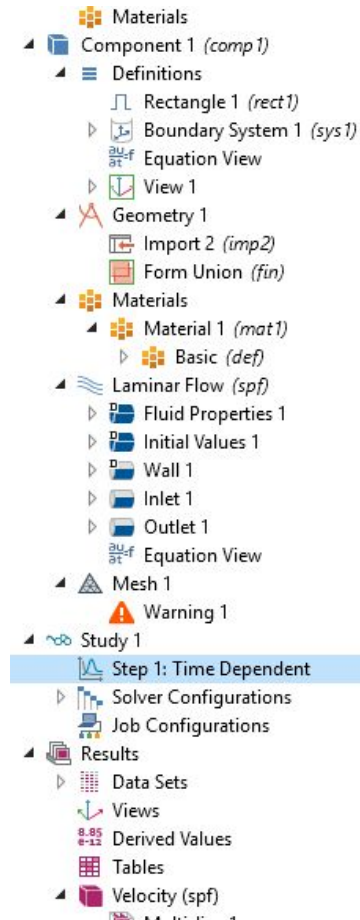 Materials
Component 1 (comp1)
Definitions
Rectangle 1 (rect1)
Boundary System 1 (sys1)
Equation View
View 1
Geometry 1
Import 2 (imp2)
Form Union (fin)
Materials
Material 1 (mat1)
Basic (def)
Laminar Flow (spf)
Fluid Properties 1
Initial Values 1
Wall 1
Inlet 1
Outlet 1
Equation View
Mesh 1
Warning 1
Study 1
Step 1: Time Dependent
Solver Configurations
Job Configurations
Results
Data Sets
Views
8.85 e-12 Derived Values
Tables
Velocity (spf)